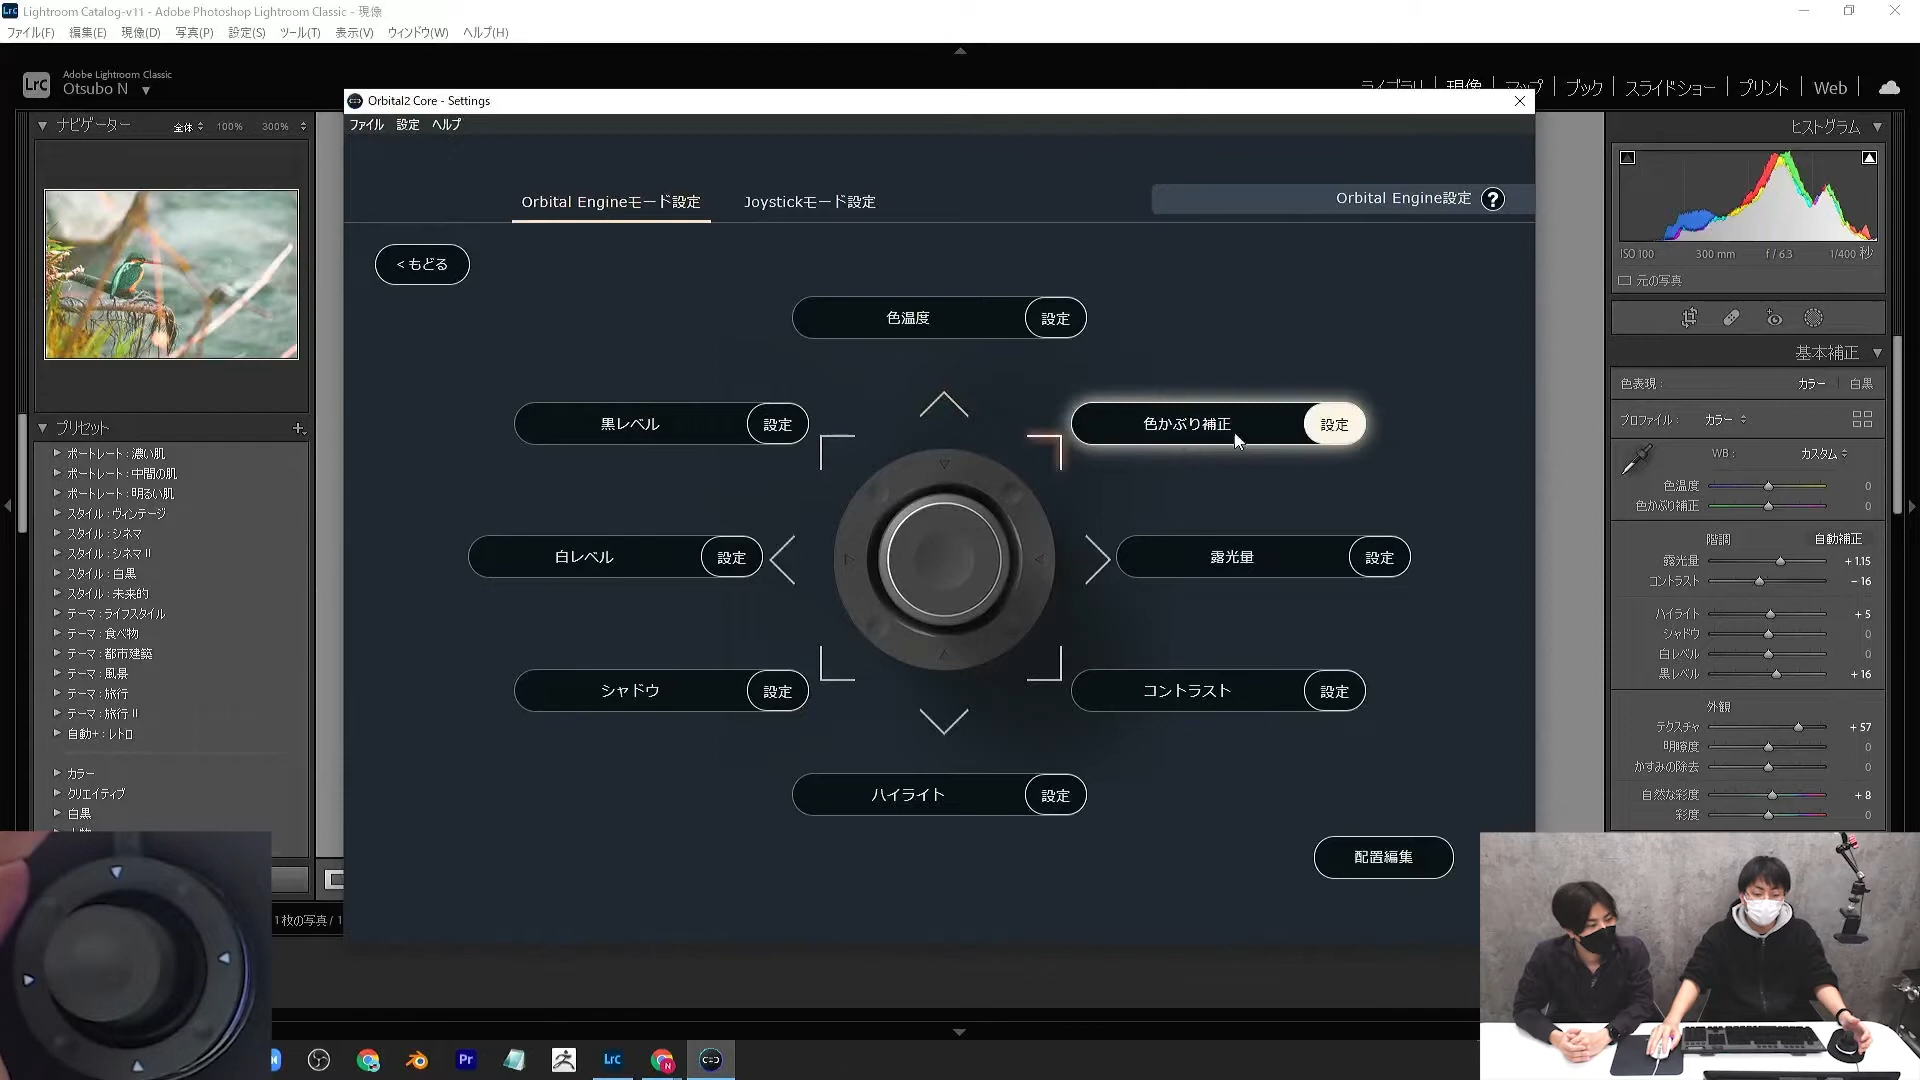 Lightroom Catalog-v11 - Adobe Photoshop Lightroom Classic - 現像
ファイル(F) 編集(E) 現像(D) 写真(P) 設定(S) ツール(T) 表示(V) ウィンドウ(W) ヘルプ(H)
LrC
Adobe Lightroom Classic
Otsubo N
ライブラリ 現像 マップ ブック スライドショー プリント Web
Orbital2 Core - Settings
ファイル 設定 ヘルプ
Orbital Engineモード設定
Joystickモード設定
Orbital Engine設定 ?
< もどる
色温度 設定
黒レベル 設定
色かぶり補正 設定
白レベル 設定
露光量 設定
シャドウ 設定
コントラスト 設定
ハイライト 設定
配置編集
ナビゲーター 全体 100% 300%
プリセット
ポートレート : 濃い肌
ポートレート : 中間の肌
ポートレート : 明るい肌
スタイル : ヴィンテージ
スタイル : シネマ
スタイル : シネマ II
スタイル : 白黒
スタイル : 未来的
テーマ : ライフスタイル
テーマ : 食べ物
テーマ : 都市建築
テーマ : 風景
テーマ : 旅行
テーマ : 旅行 II
自動+ : レトロ
カラー
クリエイティブ
白黒
1 枚の写真 / 1
ヒストグラム
ISO 100 300 mm f / 6.3 1/400 秒
元の写真
基本補正
色表現 : カラー 白黒
プロファイル : カラー
WB : カスタム
色温度 0
色かぶり補正 0
階調 自動補正
露光量 + 1.15
コントラスト - 16
ハイライト + 5
シャドウ 0
白レベル 0
黒レベル + 16
外観
テクスチャ + 57
明瞭度 0
かすみの除去 0
自然な彩度 + 8
彩度 0
Pr
Lrc
N